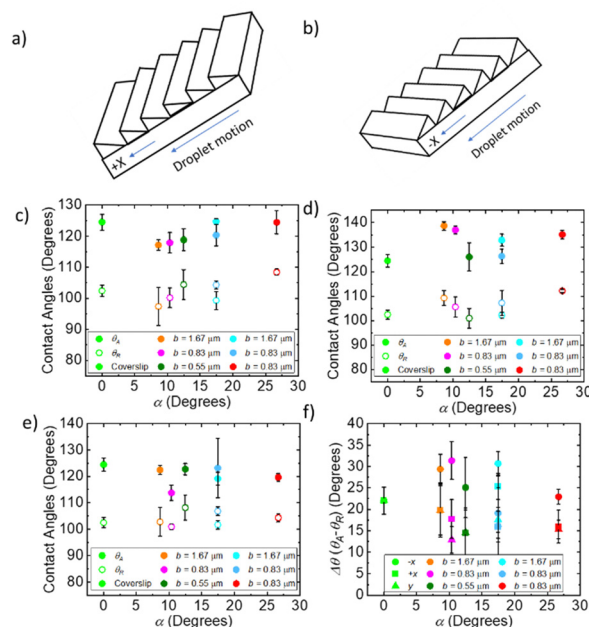 a)
b)
+X
Droplet motion
-X
Droplet motion
c)
130
120
110
100
90
80
Contact Angles (Degrees)
θA b = 1.67 μm b = 1.67 μm
θR b = 0.83 μm b = 0.83 μm
Coverslip b = 0.55 μm b = 0.83 μm
0 5 10 15 20 25 30
α (Degrees)
d)
140
130
120
110
100
90
80
Contact Angles (Degrees)
θA b = 1.67 μm b = 1.67 μm
θR b = 0.83 μm b = 0.83 μm
Coverslip b = 0.55 μm b = 0.83 μm
0 5 10 15 20 25 30
α (Degrees)
e)
140
130
120
110
100
90
80
Contact Angles (Degrees)
θA b = 1.67 μm b = 1.67 μm
θR b = 0.83 μm b = 0.83 μm
Coverslip b = 0.55 μm b = 0.83 μm
0 5 10 15 20 25 30
α (Degrees)
f)
40
35
30
25
20
15
10
5
0
Δθ (θA-θR) (Degrees)
-x b = 1.67 μm b = 1.67 μm
+x b = 0.83 μm b = 0.83 μm
y b = 0.55 μm b = 0.83 μm
0 5 10 15 20 25 30
α (Degrees)